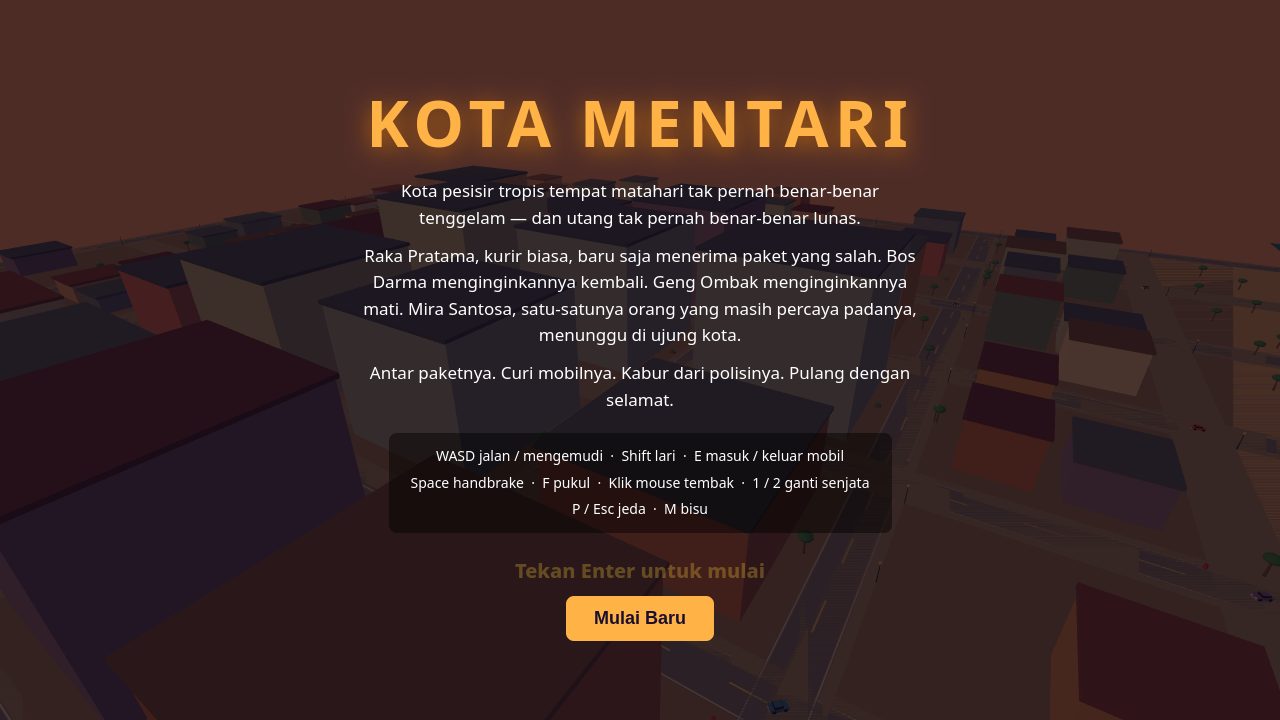 KOTA MENTARI
Kota pesisir tropis tempat matahari tak pernah benar-benar
tenggelam — dan utang tak pernah benar-benar lunas.
Raka Pratama, kurir biasa, baru saja menerima paket yang salah. Bos
Darma menginginkannya kembali. Geng Ombak menginginkannya
mati. Mira Santosa, satu-satunya orang yang masih percaya padanya,
menunggu di ujung kota.
Antar paketnya. Curi mobilnya. Kabur dari polisinya. Pulang dengan
selamat.
WASD jalan / mengemudi · Shift lari · E masuk / keluar mobil
Space handbrake · F pukul · Klik mouse tembak · 1 / 2 ganti senjata
P / Esc jeda · M bisu
Tekan Enter untuk mulai
Mulai Baru